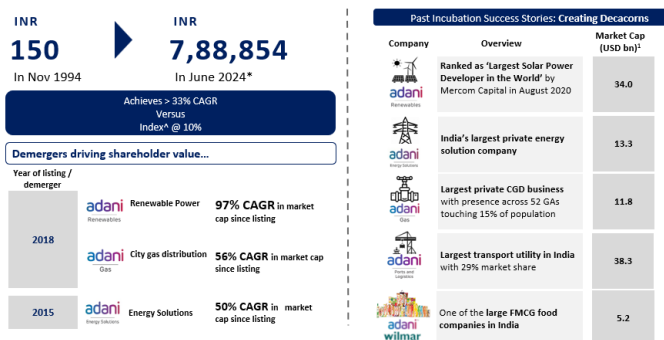 INR
INR
150
7,88,854
In Nov 1994
In June 2024*
Achieves > 33% CAGR
Versus
Index^ @ 10%
Demergers driving shareholder value...
Year of listing /
demerger
2018
adani
Renewables
Renewable Power
97% CAGR in market
cap since listing
adani
Gas
City gas distribution
56% CAGR in market cap
since listing
2015
adani
Energy Solutions
Energy Solutions
50% CAGR in market
cap since listing
Past Incubation Success Stories: Creating Decacorns
Company
Overview
Market Cap
(USD bn)1
adani
Renewables
Ranked as ‘Largest Solar Power
Developer in the World’ by
Mercom Capital in August 2020
34.0
adani
Energy Solutions
India’s largest private energy
solution company
13.3
adani
Gas
Largest private CGD business
with presence across 52 GAs
touching 15% of population
11.8
adani
Ports and
Logistics
Largest transport utility in India
with 29% market share
38.3
adani
wilmar
One of the large FMCG food
companies in India
5.2